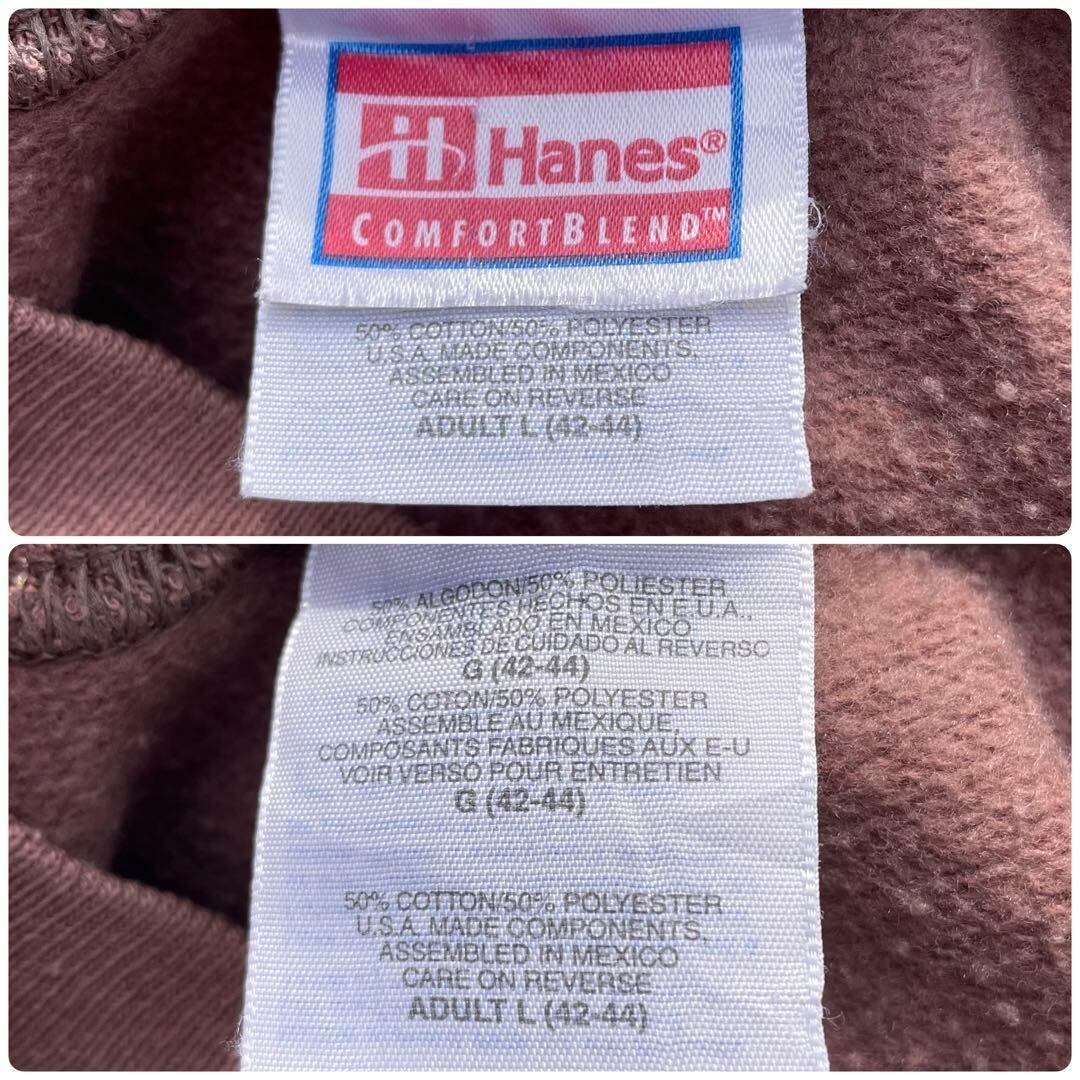 Hanes®
COMFORTBLEND™
50% COTTON/50% POLYESTER
U.S.A. MADE COMPONENTS,
ASSEMBLED IN MEXICO
CARE ON REVERSE
ADULT L (42-44)
50% ALGODON/50% POLIESTER
COMPONENTES HECHOS EN E.U.A.,
ENSAMBLADO EN MEXICO
INSTRUCCIONES DE CUIDADO AL REVERSO
G (42-44)
50% COTON/50% POLYESTER
ASSEMBLE AU MEXIQUE,
COMPOSANTS FABRIQUES AUX E-U
VOIR VERSO POUR ENTRETIEN
G (42-44)
50% COTTON/50% POLYESTER
U.S.A. MADE COMPONENTS,
ASSEMBLED IN MEXICO
CARE ON REVERSE
ADULT L (42-44)